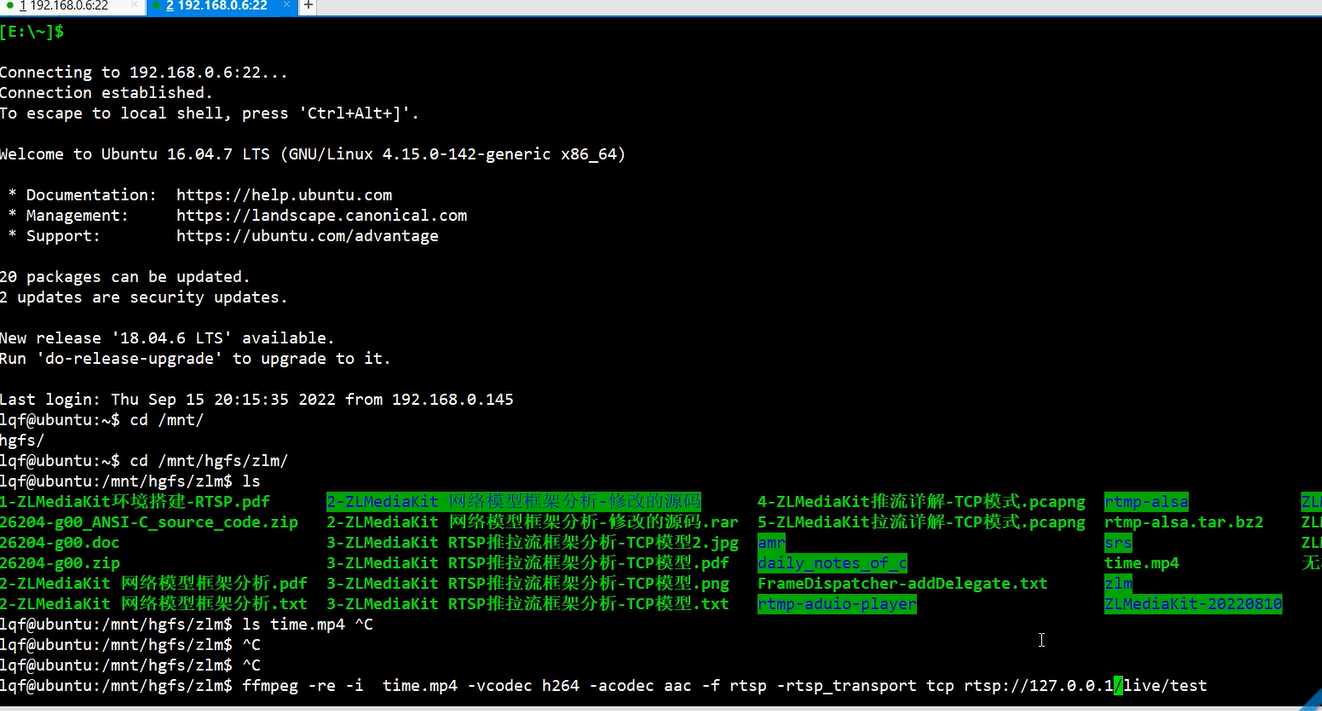 1 192.168.0.6:22 × 2 192.168.0.6:22 × +
[E:\~]$
Connecting to 192.168.0.6:22...
Connection established.
To escape to local shell, press 'Ctrl+Alt+]'.
Welcome to Ubuntu 16.04.7 LTS (GNU/Linux 4.15.0-142-generic x86_64)
* Documentation: https://help.ubuntu.com
* Management: https://landscape.canonical.com
* Support: https://ubuntu.com/advantage
20 packages can be updated.
2 updates are security updates.
New release '18.04.6 LTS' available.
Run 'do-release-upgrade' to upgrade to it.
Last login: Thu Sep 15 20:15:35 2022 from 192.168.0.145
lqf@ubuntu:~$ cd /mnt/
hgfs/
lqf@ubuntu:~$ cd /mnt/hgfs/zlm/
lqf@ubuntu:/mnt/hgfs/zlm$ ls
1-ZLMediaKit环境搭建-RTSP.pdf 2-ZLMediaKit 网络模型框架分析-修改的源码 4-ZLMediaKit推流详解-TCP模式.pcapng rtmp-alsa ZL
26204-g00_ANSI-C_source_code.zip 2-ZLMediaKit 网络模型框架分析-修改的源码.rar 5-ZLMediaKit拉流详解-TCP模式.pcapng rtmp-alsa.tar.bz2 ZL
26204-g00.doc 3-ZLMediaKit RTSP推拉流框架分析-TCP模型2.jpg amr srs ZL
26204-g00.zip 3-ZLMediaKit RTSP推拉流框架分析-TCP模型.pdf daily_notes_of_c time.mp4 无
2-ZLMediaKit 网络模型框架分析.pdf 3-ZLMediaKit RTSP推拉流框架分析-TCP模型.png FrameDispatcher-addDelegate.txt zlm
2-ZLMediaKit 网络模型框架分析.txt 3-ZLMediaKit RTSP推拉流框架分析-TCP模型.txt rtmp-aduio-player ZLMediaKit-20220810
lqf@ubuntu:/mnt/hgfs/zlm$ ls time.mp4 ^C
lqf@ubuntu:/mnt/hgfs/zlm$ ^C
lqf@ubuntu:/mnt/hgfs/zlm$ ^C
lqf@ubuntu:/mnt/hgfs/zlm$ ffmpeg -re -i  time.mp4 -vcodec h264 -acodec aac -f rtsp -rtsp_transport tcp rtsp://127.0.0.1/live/test